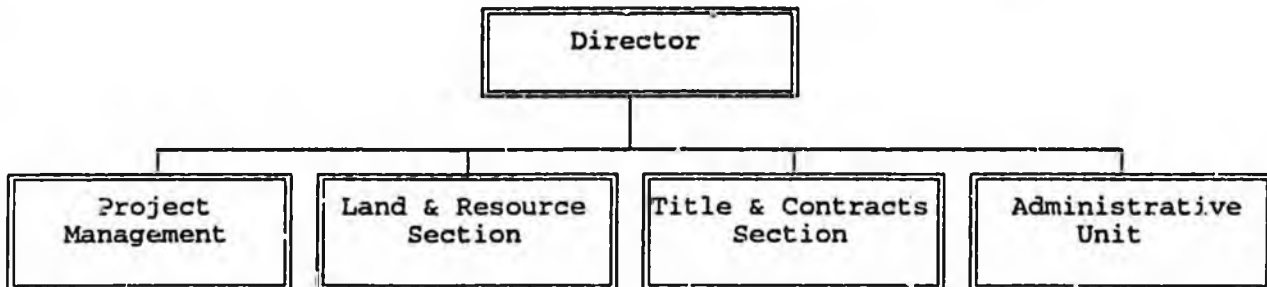 Director
Project
Management
Land & Resource
Section
Title & Contracts
Section
Administrative
Unit